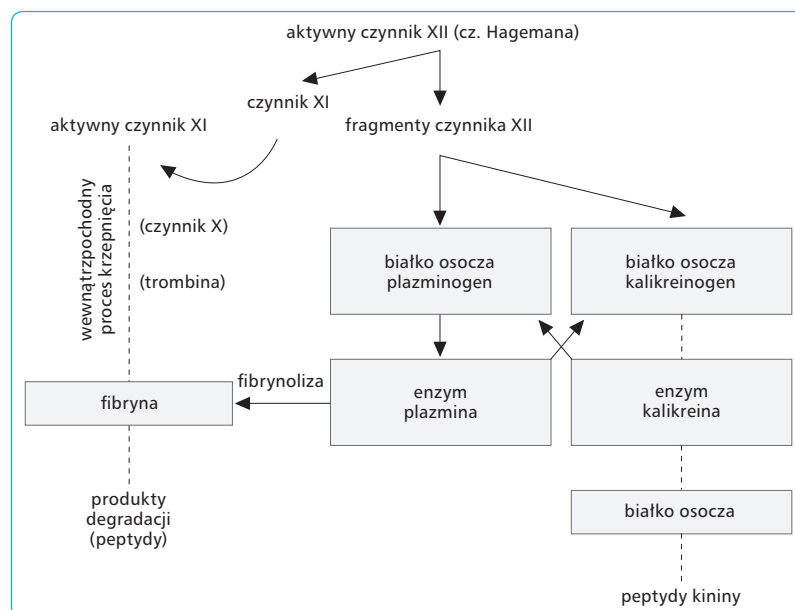 aktywny czynnik XII (cz. Hagemana)
czynnik XI
aktywny czynnik XI
fragmenty czynnika XII
wewnątrzpochodny
proces krzepnięcia
(czynnik X)
(trombina)
białko osocza
plazminogen
białko osocza
kalikreinogen
fibrynoliza
fibryna
enzym
plazmina
enzym
kalikreina
produkty
degradacji
(peptydy)
białko osocza
peptydy kininy